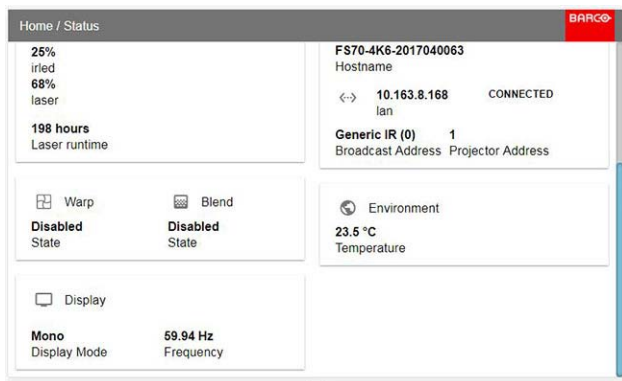 Home / Status
BARCO
25%
irled
68%
laser
198 hours
Laser runtime
FS70-4K6-2017040063
Hostname
10.163.8.168 CONNECTED
lan
Generic IR (0) 1
Broadcast Address Projector Address
Warp Blend
Disabled Disabled
State State
Environment
23.5 °C
Temperature
Display
Mono 59.94 Hz
Display Mode Frequency